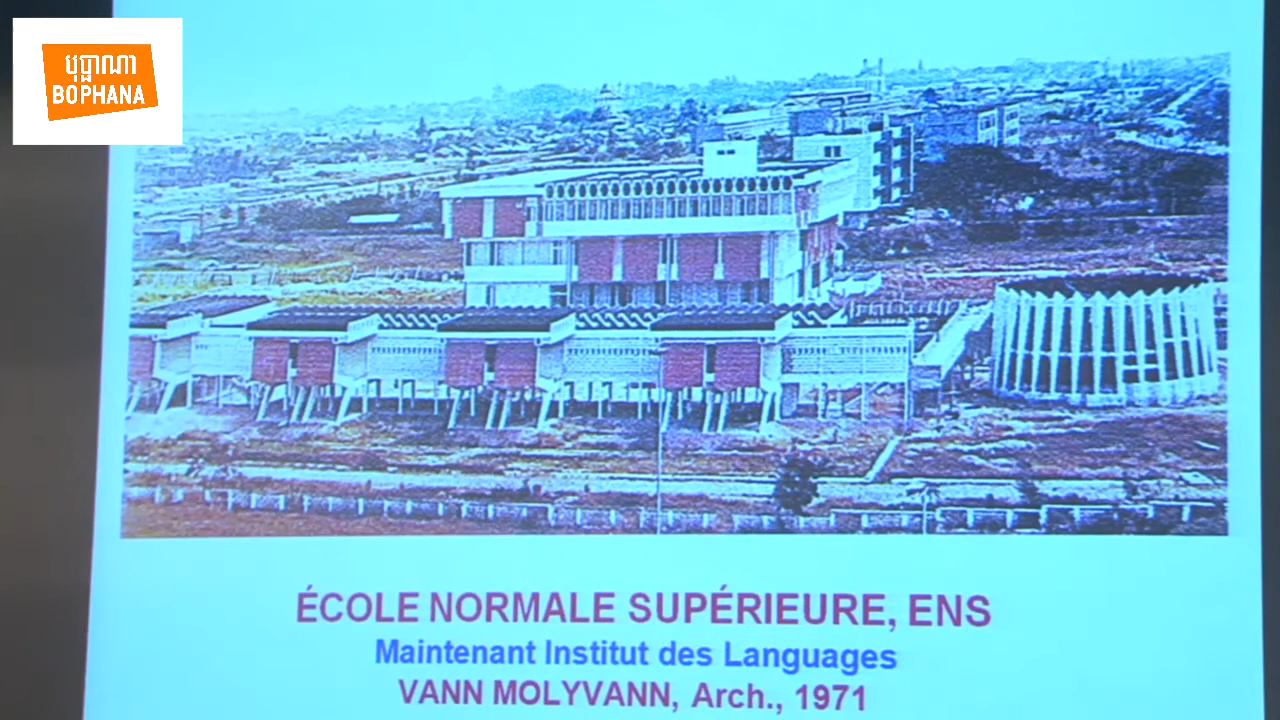 បុប្ផាណា
BOPHANA
ÉCOLE NORMALE SUPÉRIEURE, ENS
Maintenant Institut des Languages
VANN MOLYVANN, Arch., 1971